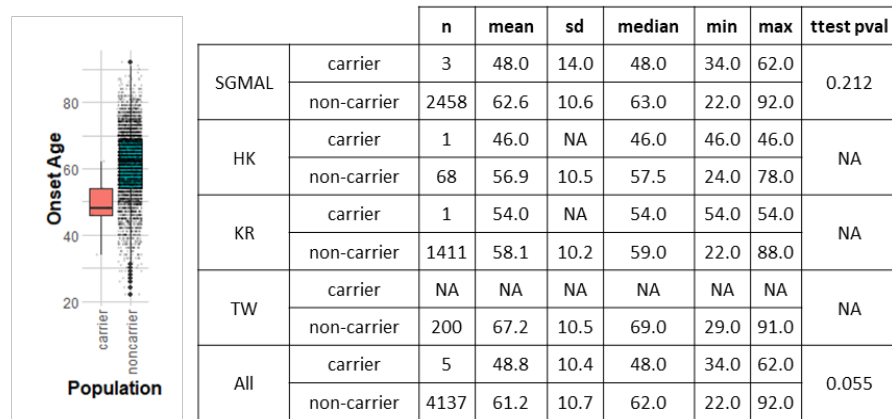 80
60
40
20
Onset Age
carrier
noncarrier
Population
n mean sd median min max ttest pval
SGMAL carrier 3 48.0 14.0 48.0 34.0 62.0 0.212
non-carrier 2458 62.6 10.6 63.0 22.0 92.0
HK carrier 1 46.0 NA 46.0 46.0 46.0 NA
non-carrier 68 56.9 10.5 57.5 24.0 78.0
KR carrier 1 54.0 NA 54.0 54.0 54.0 NA
non-carrier 1411 58.1 10.2 59.0 22.0 88.0
TW carrier NA NA NA NA NA NA NA
non-carrier 200 67.2 10.5 69.0 29.0 91.0
All carrier 5 48.8 10.4 48.0 34.0 62.0 0.055
non-carrier 4137 61.2 10.7 62.0 22.0 92.0